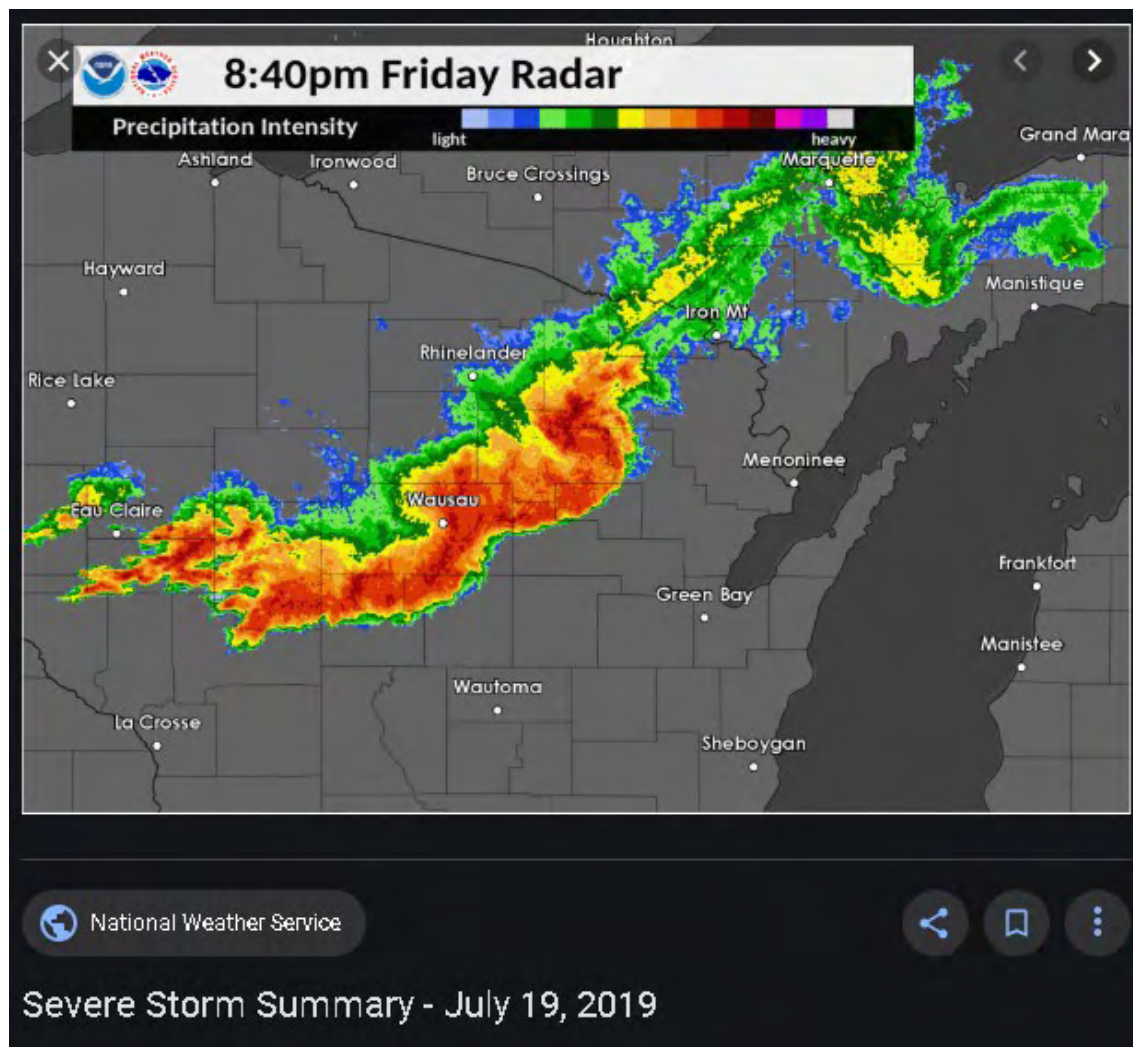 Houghton
8:40pm Friday Radar
Precipitation Intensity
light
heavy
Grand Mara
Ashland
Ironwood
Marquette
Bruce Crossings
Hayward
Manistique
Iron Mt
Rhinelander
Rice Lake
Menominee
Wausau
Eau Claire
Frankfort
Green Bay
Manistee
Wautoma
La Crosse
Sheboygan
National Weather Service
Severe Storm Summary - July 19, 2019